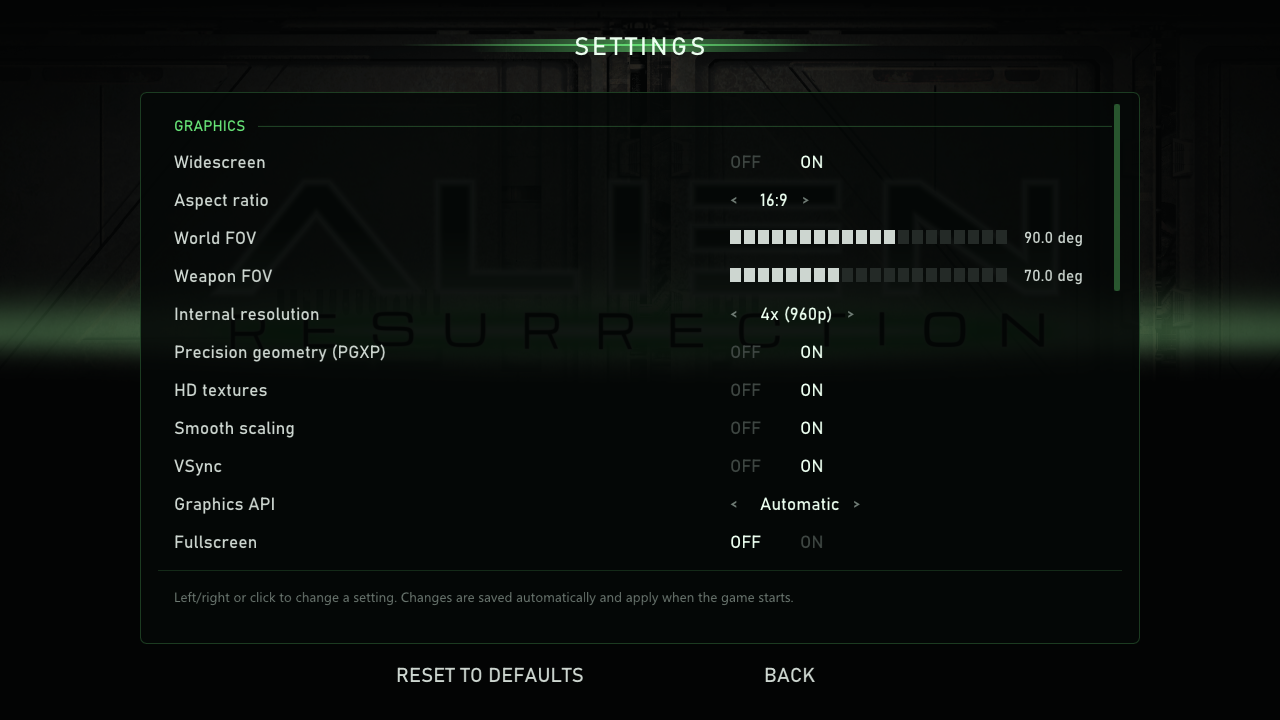 SETTINGS
GRAPHICS
Widescreen OFF ON
Aspect ratio < 16:9 >
World FOV 90.0 deg
Weapon FOV 70.0 deg
ALIEN
Internal resolution < 4x (960p) >
RESURRECTION
Precision geometry (PGXP) OFF ON
HD textures OFF ON
Smooth scaling OFF ON
VSync OFF ON
Graphics API < Automatic >
Fullscreen OFF ON
Left/right or click to change a setting. Changes are saved automatically and apply when the game starts.
RESET TO DEFAULTS BACK